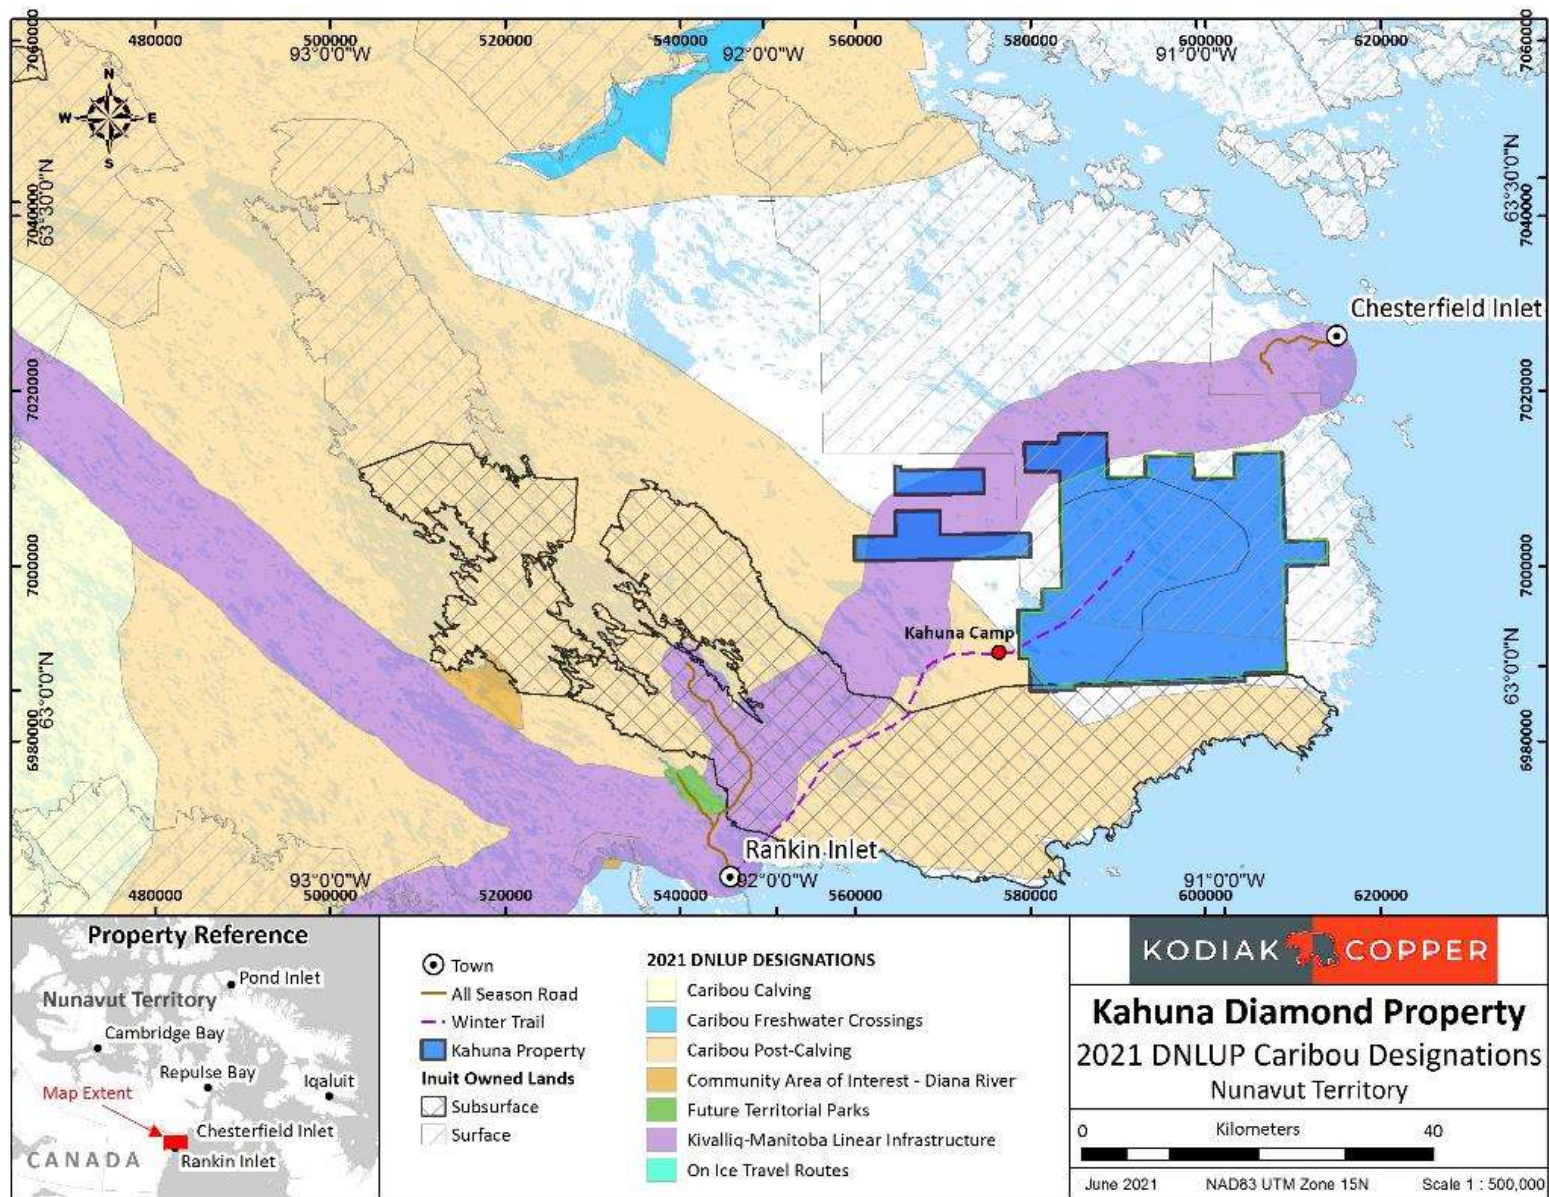 480000 500000 520000 540000 560000 580000 600000 620000
93°0'0"W 92°0'0"W 91°0'0"W
7060000 7060000
N
W E
S
63°30'0"N 63°30'0"N
7040000 7040000
Chesterfield Inlet
7020000 7020000
7000000 7000000
Kahuna Camp
63°0'0"N 63°0'0"N
6980000 6980000
Rankin Inlet
93°0'0"W 92°0'0"W 91°0'0"W
480000 500000 520000 540000 560000 580000 600000 620000
Property Reference
Pond Inlet
Nunavut Territory
Cambridge Bay
Repulse Bay
Iqaluit
Map Extent
Chesterfield Inlet
CANADA
Rankin Inlet
Town
All Season Road
Winter Trail
Kahuna Property
Inuit Owned Lands
Subsurface
Surface
2021 DNLUP DESIGNATIONS
Caribou Calving
Caribou Freshwater Crossings
Caribou Post-Calving
Community Area of Interest - Diana River
Future Territorial Parks
Kivalliq-Manitoba Linear Infrastructure
On Ice Travel Routes
KODIAK COPPER
Kahuna Diamond Property
2021 DNLUP Caribou Designations
Nunavut Territory
0 Kilometers 40
June 2021 NAD83 UTM Zone 15N Scale 1 : 500,000